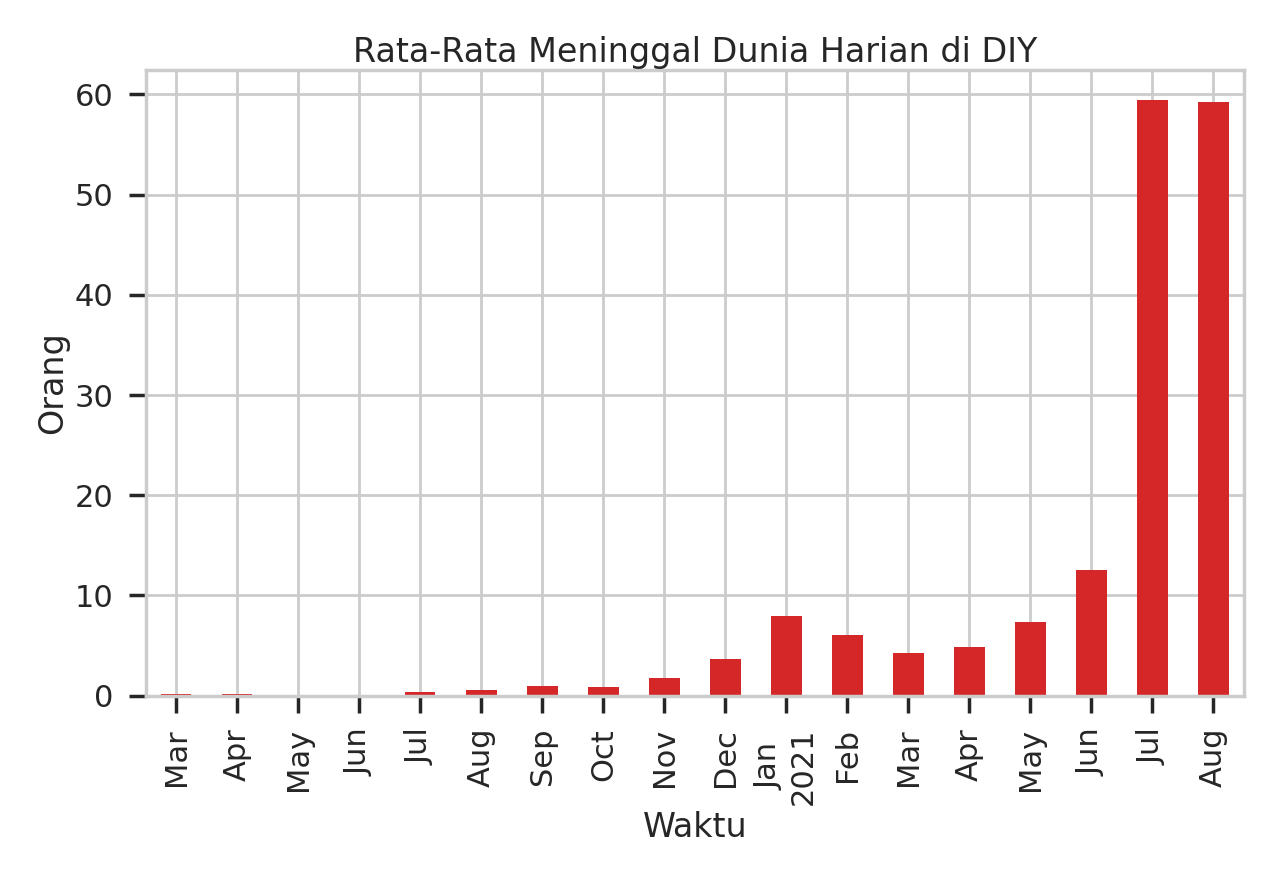 Rata-Rata Meninggal Dunia Harian di DIY
60
50
40
30
20
10
0
Orang
Mar
Apr
May
Jun
Jul
Aug
Sep
Oct
Nov
Dec
Jan
2021
Feb
Mar
Apr
May
Jun
Jul
Aug
Waktu